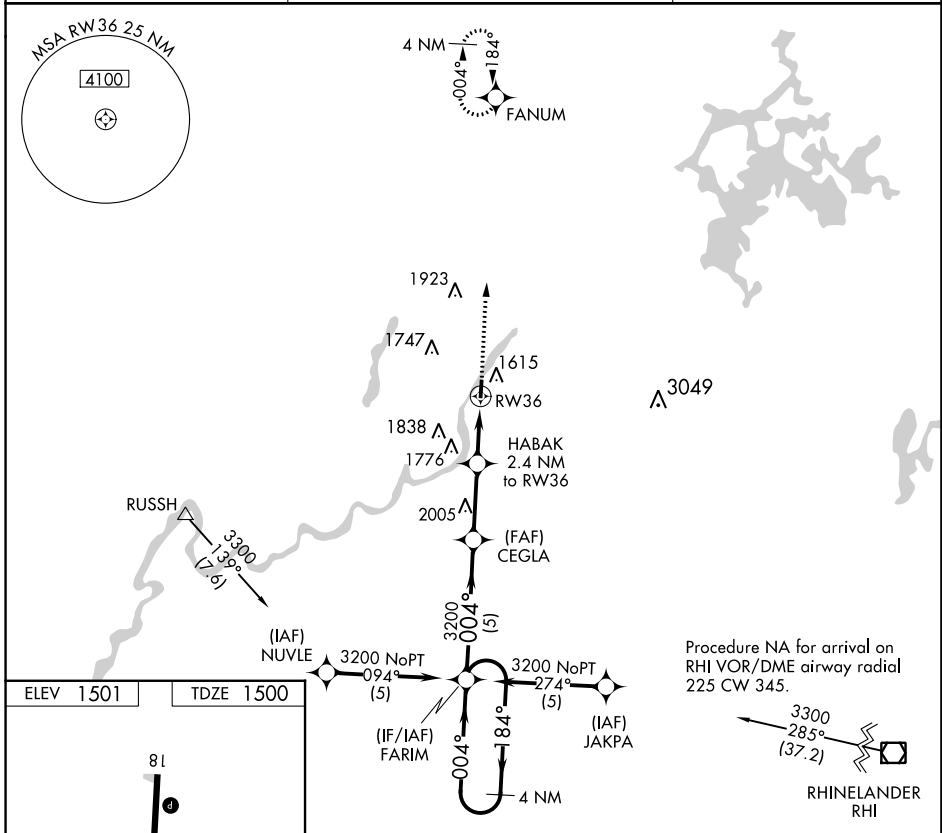 MSA RW36 25 NM
4100
4 NM
004°
184°
FANUM
1923
1747
1615
RW36
3049
1838
1776
HABAK
2.4 NM
to RW36
RUSSH
2005
(FAF)
CEGLA
3300
139°
(7.6)
3200
004°
(5)
(IAF)
NUVLE
3200 NoPT
094°
(5)
3200 NoPT
274°
(5)
(IAF)
JAKPA
(IF/IAF)
FARIM
004°
184°
4 NM
Procedure NA for arrival on
RHI VOR/DME airway radial
225 CW 345.
3300
285°
(37.2)
RHINELANDER
RHI
ELEV 1501
TDZE 1500
18
P